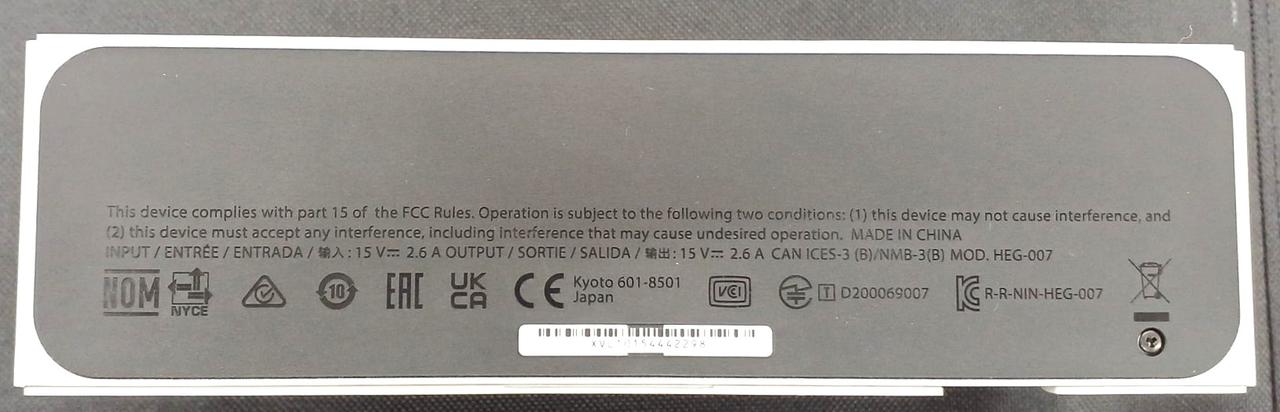 This device complies with part 15 of the FCC Rules. Operation is subject to the following two conditions: (1) this device may not cause interference, and
(2) this device must accept any interference, including interference that may cause undesired operation. MADE IN CHINA
INPUT / ENTRÉE / ENTRADA / 输入 : 15 V⎓ 2.6 A OUTPUT / SORTIE / SALIDA / 输出 : 15 V⎓ 2.6 A CAN ICES-3 (B)/NMB-3(B) MOD. HEG-007
NOM NYCE 10 EAC UK CA CE Kyoto 601-8501 Japan VCI T D200069007 R-R-NIN-HEG-007